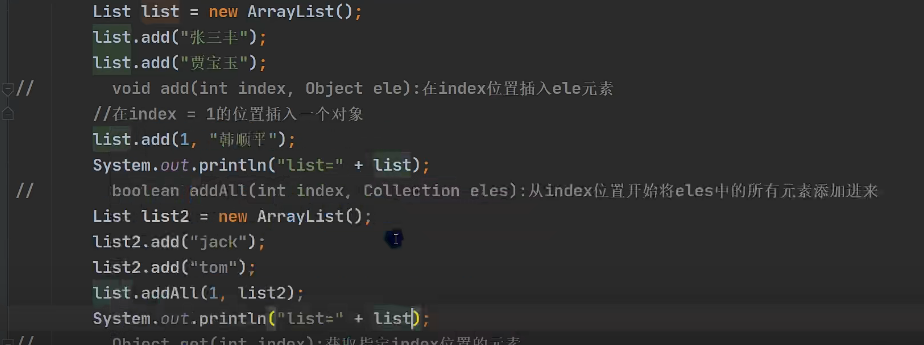 List list = new ArrayList();
list.add("张三丰");
list.add("贾宝玉");
//      void add(int index, Object ele):在index位置插入ele元素
//在index = 1的位置插入一个对象
list.add(1, "韩顺平");
System.out.println("list=" + list);
//      boolean addAll(int index, Collection eles):从index位置开始将eles中的所有元素添加进来
List list2 = new ArrayList();
list2.add("jack");
list2.add("tom");
list.addAll(1, list2);
System.out.println("list=" + list);
//      Object get(int index):获取指定index位置的元素